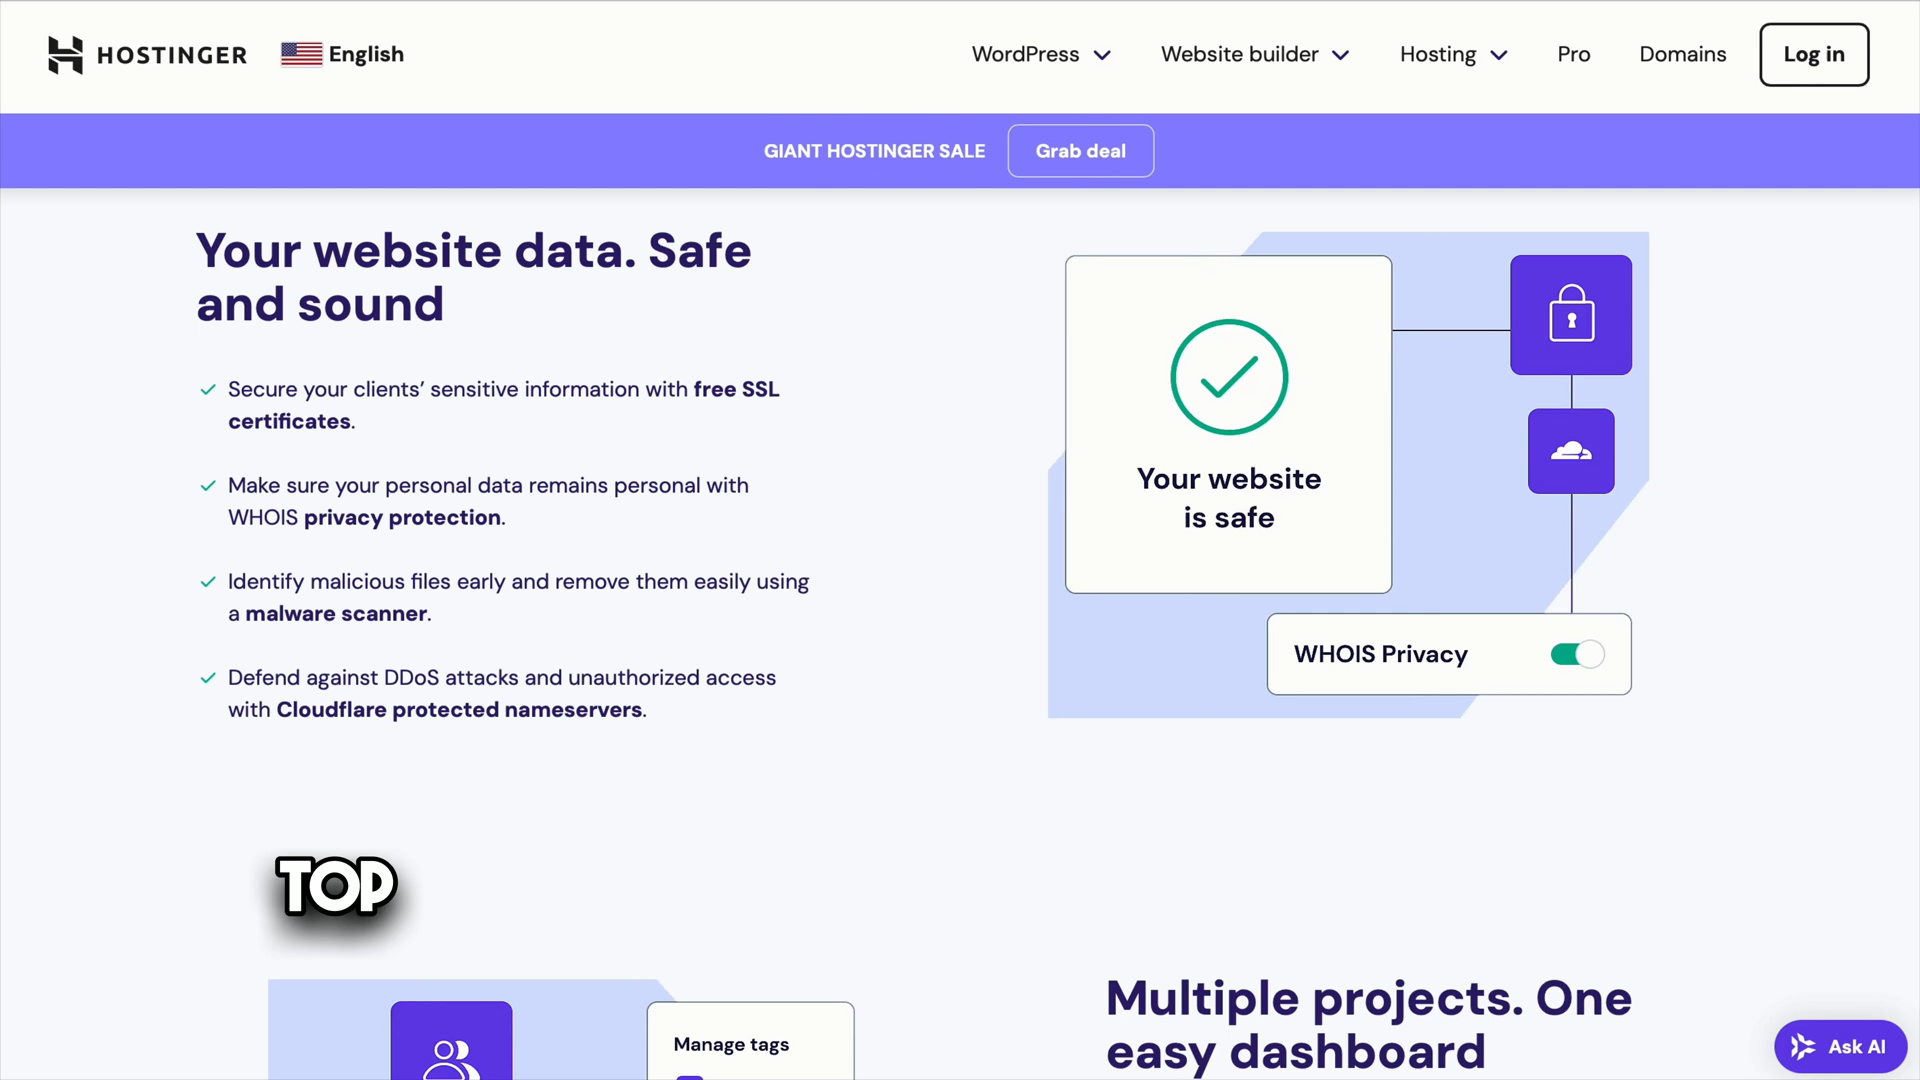 HOSTINGER
English
WordPress
Website builder
Hosting
Pro
Domains
Log in
GIANT HOSTINGER SALE
Grab deal
Your website data. Safe
and sound
Secure your clients’ sensitive information with free SSL
certificates.
Make sure your personal data remains personal with
WHOIS privacy protection.
Identify malicious files early and remove them easily using
a malware scanner.
Defend against DDoS attacks and unauthorized access
with Cloudflare protected nameservers.
Your website
is safe
WHOIS Privacy
TOP
Manage tags
Multiple projects. One
easy dashboard
Ask AI